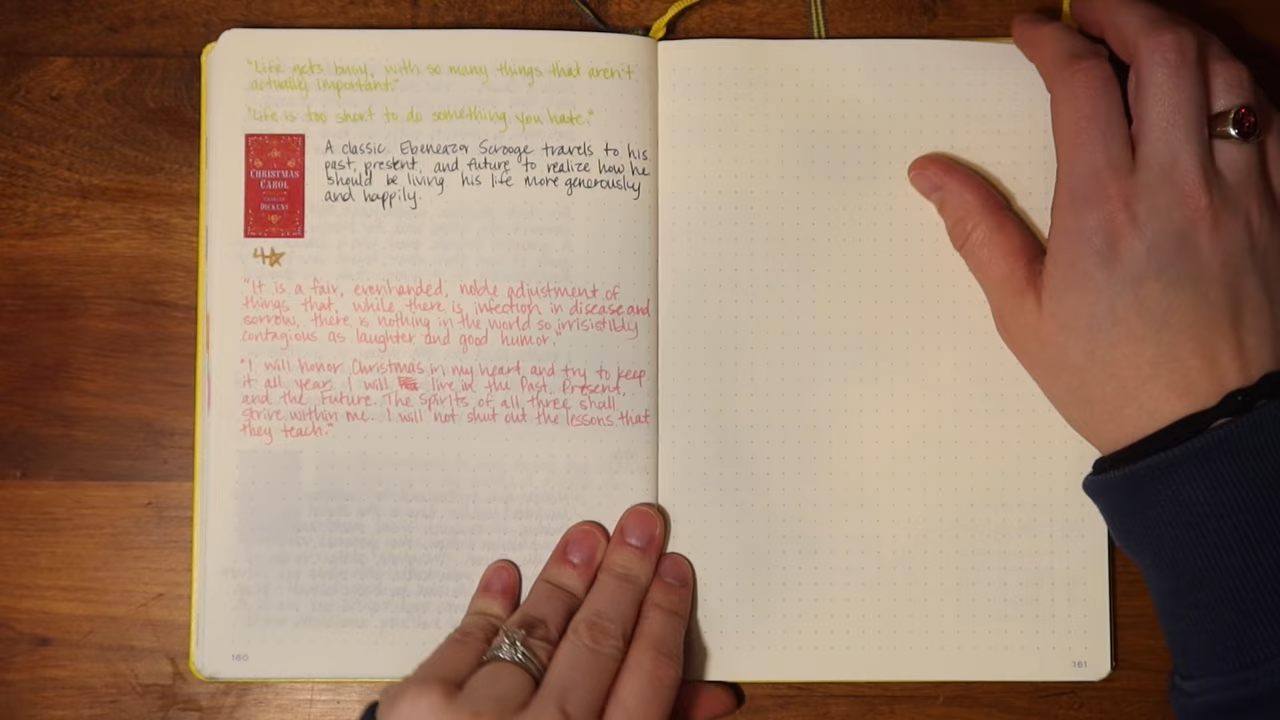 "Life gets busy, with so many things that aren't
actually important."
"Life is too short to do something you hate."
A classic. Ebeneazor Scrooge travels to his
past, present, and future to realize how he
should be living his life more generously
and happily.
A
CHRISTMAS
CAROL
CHARLES
DICKENS
4☆
"It is a fair, evenhanded, noble adjustment of
things that, while there is infection in disease and
sorrow, there is nothing in the world so irrisistibly
contagious as laughter and good humor."
"I will honor Christmas in my heart, and try to keep
it all year. I will live in the Past, Present,
and the Future. The Spirits of all three shall
strive within me. I will not shut out the lessons that
they teach."
160
161